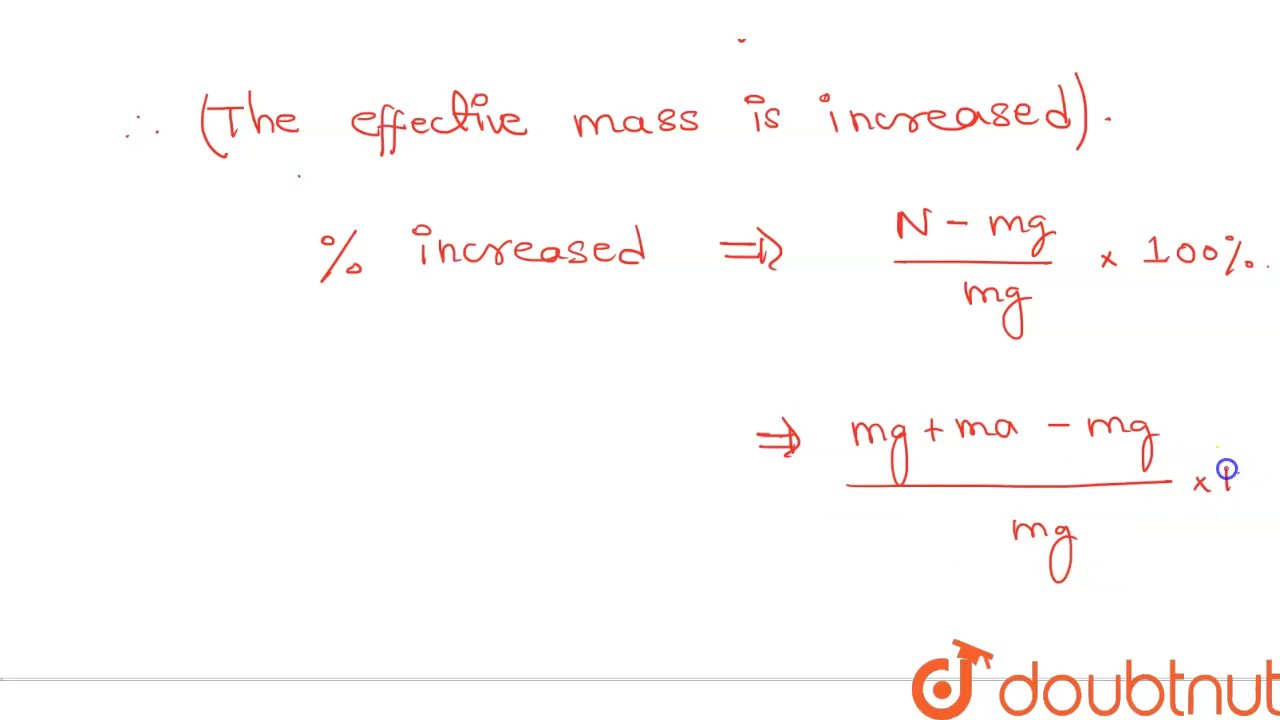 ∴ (The effective mass is increased).
% increased ⇒ N - mg / mg × 100%.
⇒ mg + ma - mg / mg × 1
doubtnut